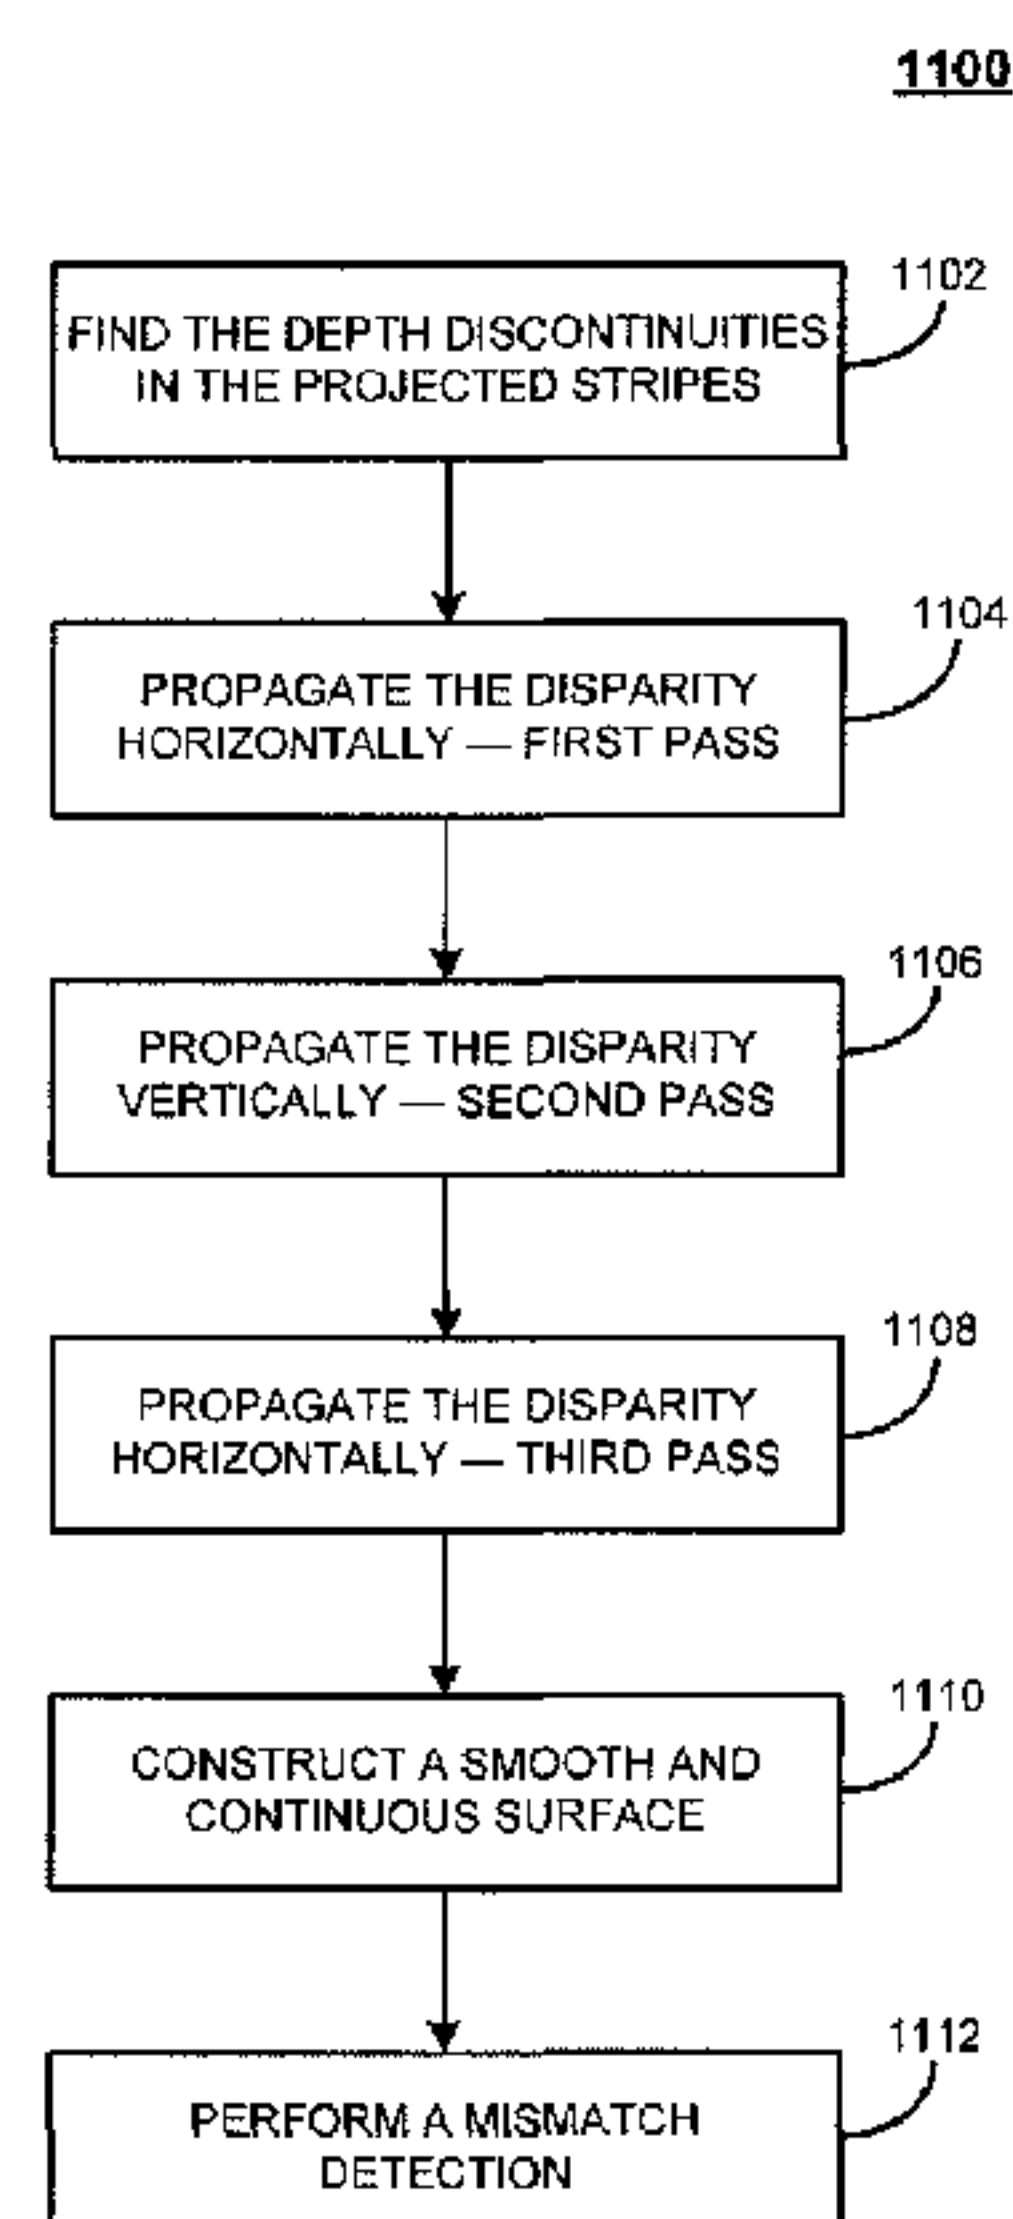 1100
1102
FIND THE DEPTH DISCONTINUITIES
IN THE PROJECTED STRIPES
1104
PROPAGATE THE DISPARITY
HORIZONTALLY — FIRST PASS
1106
PROPAGATE THE DISPARITY
VERTICALLY — SECOND PASS
1108
PROPAGATE THE DISPARITY
HORIZONTALLY — THIRD PASS
1110
CONSTRUCT A SMOOTH AND
CONTINUOUS SURFACE
1112
PERFORM A MISMATCH
DETECTION